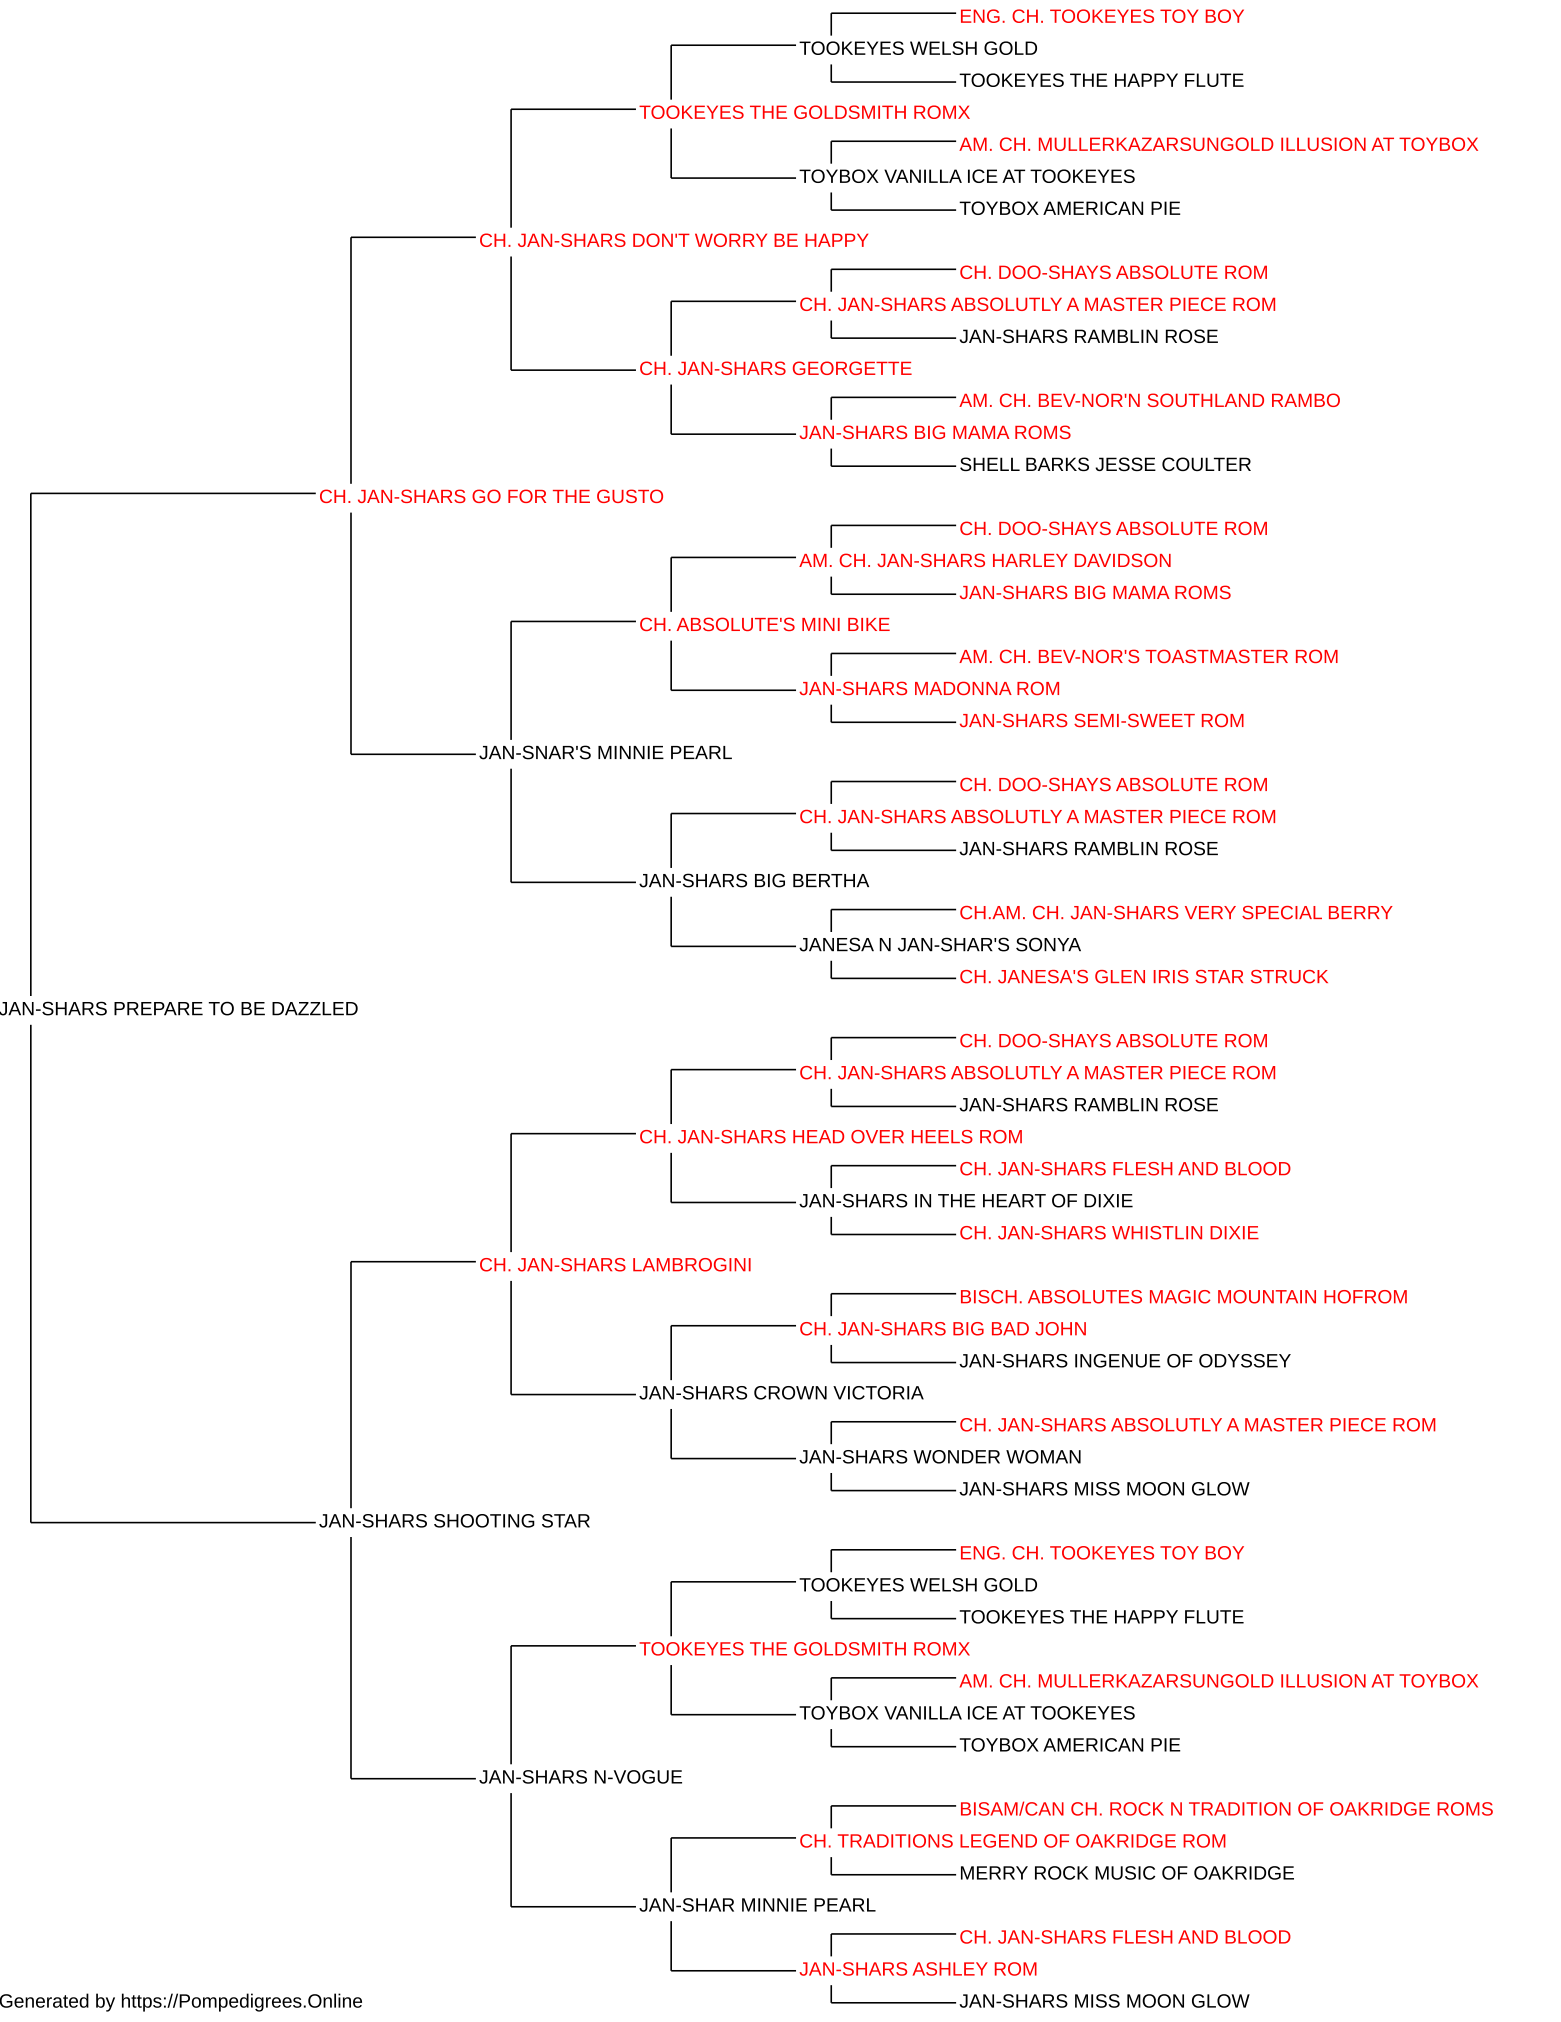 ENG. CH. TOOKEYES TOY BOY
TOOKEYES WELSH GOLD
TOOKEYES THE HAPPY FLUTE
TOOKEYES THE GOLDSMITH ROMX
AM. CH. MULLERKAZARSUNGOLD ILLUSION AT TOYBOX
TOYBOX VANILLA ICE AT TOOKEYES
TOYBOX AMERICAN PIE
CH. JAN-SHARS DON'T WORRY BE HAPPY
CH. DOO-SHAYS ABSOLUTE ROM
CH. JAN-SHARS ABSOLUTLY A MASTER PIECE ROM
JAN-SHARS RAMBLIN ROSE
CH. JAN-SHARS GEORGETTE
AM. CH. BEV-NOR'N SOUTHLAND RAMBO
JAN-SHARS BIG MAMA ROMS
SHELL BARKS JESSE COULTER
CH. JAN-SHARS GO FOR THE GUSTO
CH. DOO-SHAYS ABSOLUTE ROM
AM. CH. JAN-SHARS HARLEY DAVIDSON
JAN-SHARS BIG MAMA ROMS
CH. ABSOLUTE'S MINI BIKE
AM. CH. BEV-NOR'S TOASTMASTER ROM
JAN-SHARS MADONNA ROM
JAN-SHARS SEMI-SWEET ROM
JAN-SNAR'S MINNIE PEARL
CH. DOO-SHAYS ABSOLUTE ROM
CH. JAN-SHARS ABSOLUTLY A MASTER PIECE ROM
JAN-SHARS RAMBLIN ROSE
JAN-SHARS BIG BERTHA
CH.AM. CH. JAN-SHARS VERY SPECIAL BERRY
JANESA N JAN-SHAR'S SONYA
CH. JANESA'S GLEN IRIS STAR STRUCK
JAN-SHARS PREPARE TO BE DAZZLED
CH. DOO-SHAYS ABSOLUTE ROM
CH. JAN-SHARS ABSOLUTLY A MASTER PIECE ROM
JAN-SHARS RAMBLIN ROSE
CH. JAN-SHARS HEAD OVER HEELS ROM
CH. JAN-SHARS FLESH AND BLOOD
JAN-SHARS IN THE HEART OF DIXIE
CH. JAN-SHARS WHISTLIN DIXIE
CH. JAN-SHARS LAMBROGINI
BISCH. ABSOLUTES MAGIC MOUNTAIN HOFROM
CH. JAN-SHARS BIG BAD JOHN
JAN-SHARS INGENUE OF ODYSSEY
JAN-SHARS CROWN VICTORIA
CH. JAN-SHARS ABSOLUTLY A MASTER PIECE ROM
JAN-SHARS WONDER WOMAN
JAN-SHARS MISS MOON GLOW
JAN-SHARS SHOOTING STAR
ENG. CH. TOOKEYES TOY BOY
TOOKEYES WELSH GOLD
TOOKEYES THE HAPPY FLUTE
TOOKEYES THE GOLDSMITH ROMX
AM. CH. MULLERKAZARSUNGOLD ILLUSION AT TOYBOX
TOYBOX VANILLA ICE AT TOOKEYES
TOYBOX AMERICAN PIE
JAN-SHARS N-VOGUE
BISAM/CAN CH. ROCK N TRADITION OF OAKRIDGE ROMS
CH. TRADITIONS LEGEND OF OAKRIDGE ROM
MERRY ROCK MUSIC OF OAKRIDGE
JAN-SHAR MINNIE PEARL
CH. JAN-SHARS FLESH AND BLOOD
JAN-SHARS ASHLEY ROM
JAN-SHARS MISS MOON GLOW
Generated by https://Pompedigrees.Online